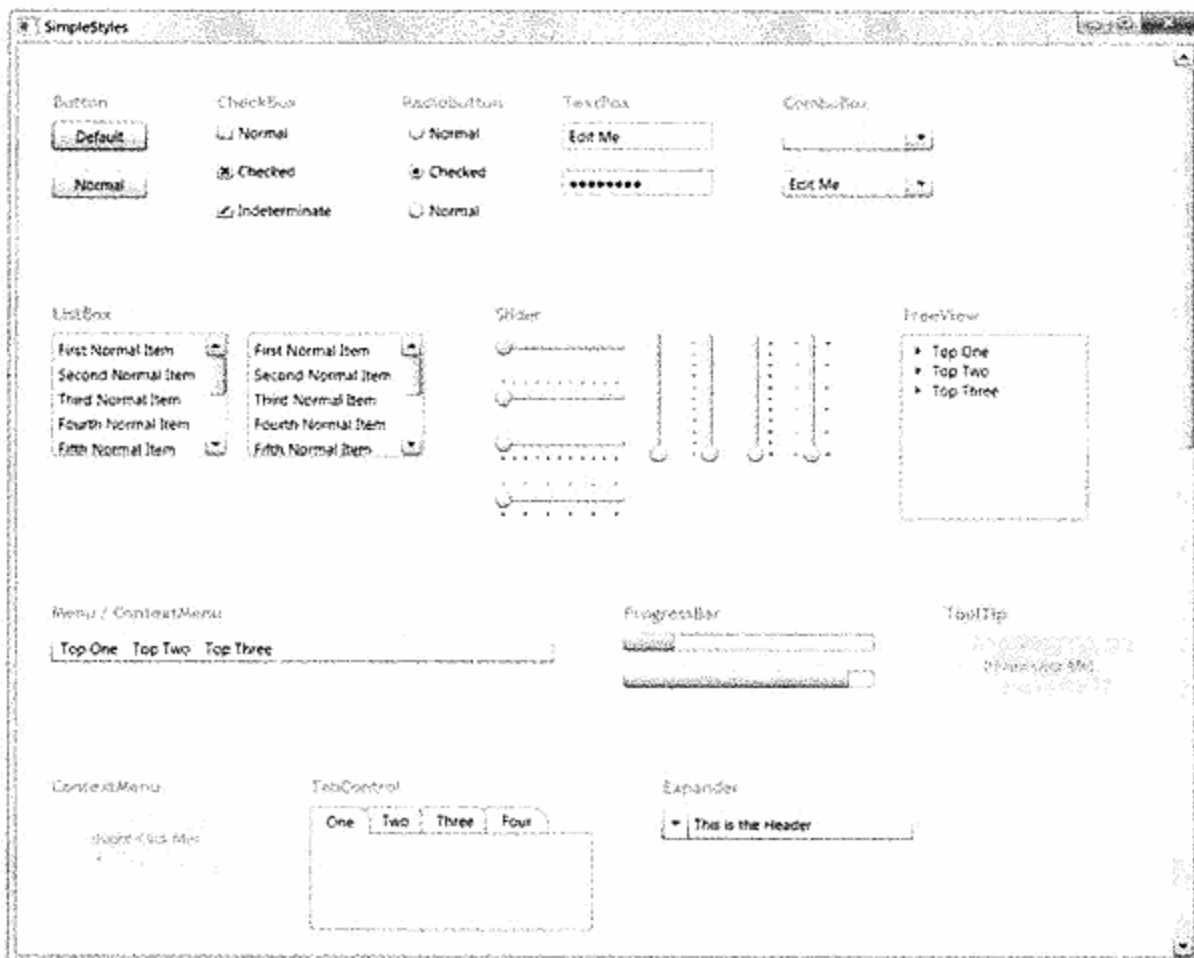 SimpleStyles
Button CheckBox RadioButton TextBox ComboBox
Default Normal Normal Edit Me
Checked Checked ●●●●●●●●
Normal Edit Me
Indeterminate Normal
ListBox Slider TreeView
First Normal Item First Normal Item Top One
Second Normal Item Second Normal Item Top Two
Third Normal Item Third Normal Item Top Three
Fourth Normal Item Fourth Normal Item
Fifth Normal Item Fifth Normal Item
Menu / ContextMenu ProgressBar ToolTip
Top One Top Two Top Three
ContextMenu TabControl Expander
One Two Three Four This is the Header
Click Me